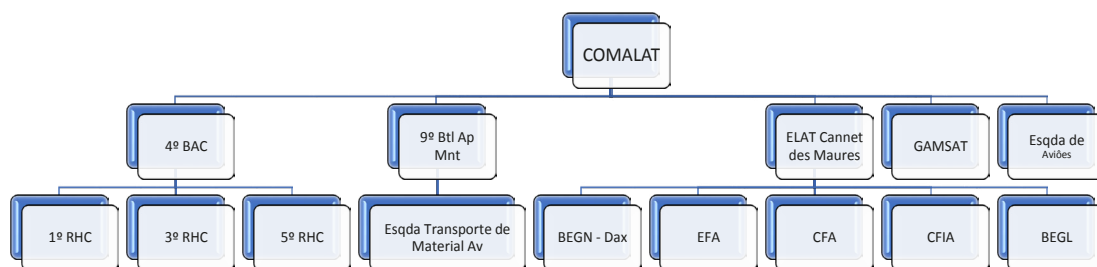 COMALAT
4º BAC
9º Btl Ap
Mnt
ELAT Cannet
des Maures
GAMSAT
Esqda de
Aviões
1º RHC
3º RHC
5º RHC
Esqda Transporte de
Material Av
BEGN - Dax
EFA
CFA
CFIA
BEGL